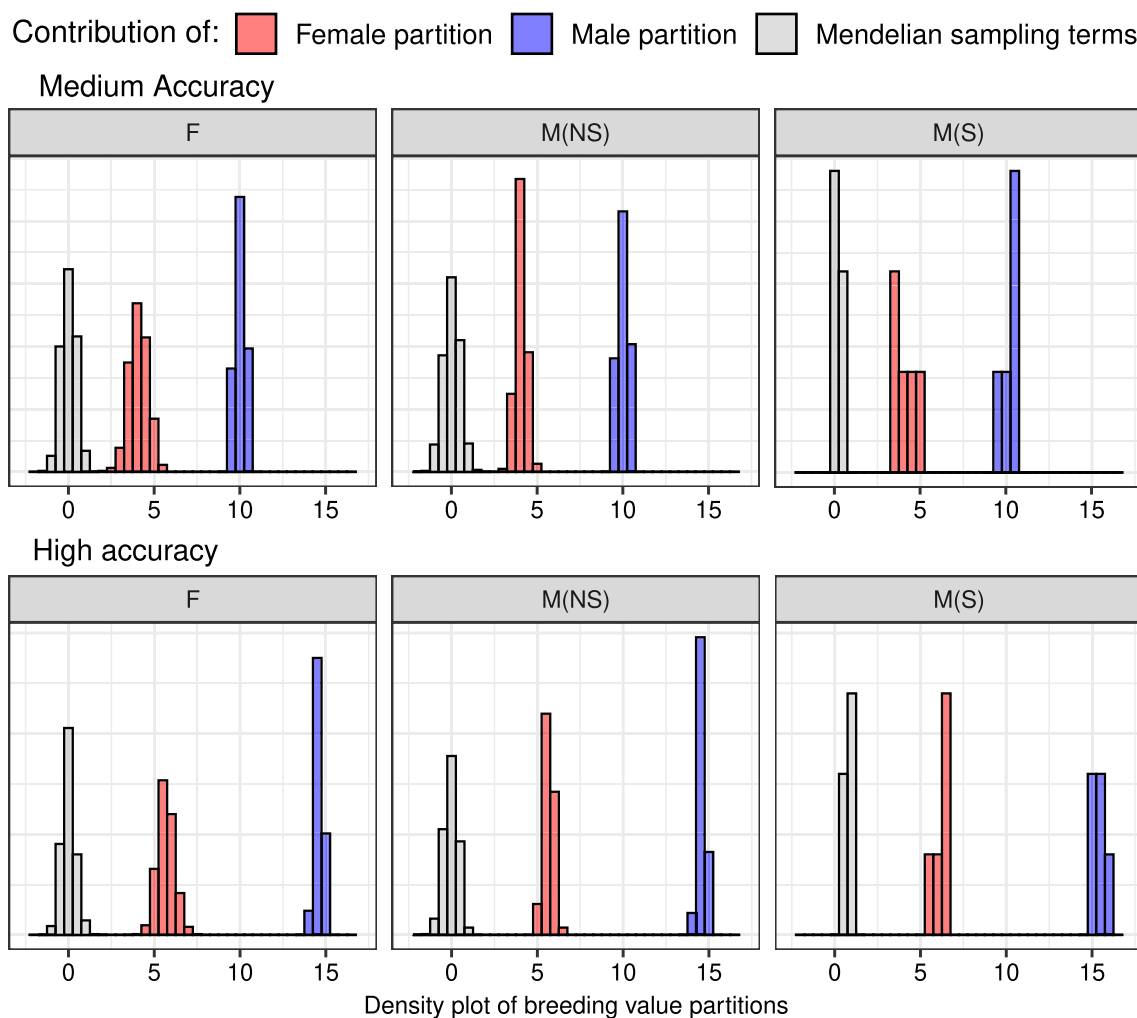 Contribution of: Female partition Male partition Mendelian sampling terms
Medium Accuracy
F M(NS) M(S)
0 5 10 15 0 5 10 15 0 5 10 15
High accuracy
F M(NS) M(S)
0 5 10 15 0 5 10 15 0 5 10 15
Density plot of breeding value partitions